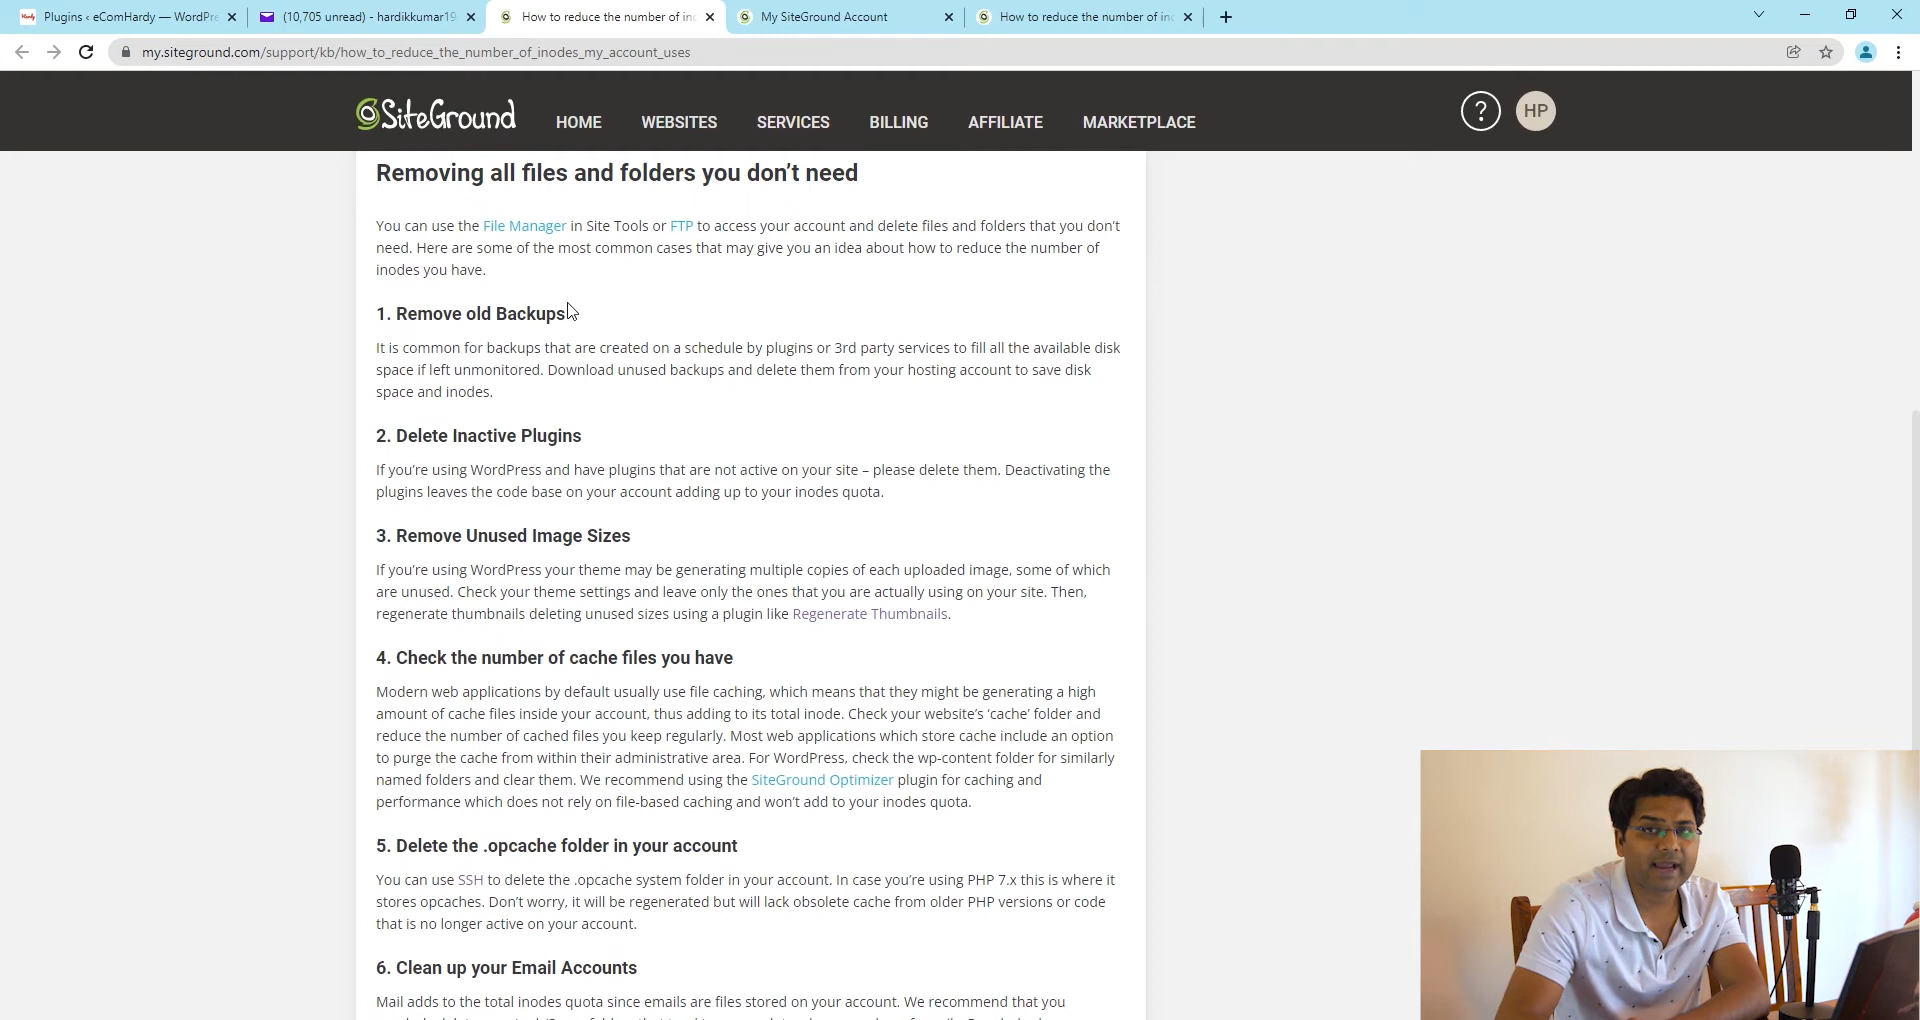 Plugins ‹ eComHardy — WordPre
(10,705 unread) - hardikkumar19
How to reduce the number of ino
My SiteGround Account
How to reduce the number of ino
my.siteground.com/support/kb/how_to_reduce_the_number_of_inodes_my_account_uses
SiteGround
HOME
WEBSITES
SERVICES
BILLING
AFFILIATE
MARKETPLACE
?
HP
Removing all files and folders you don’t need
You can use the File Manager in Site Tools or FTP to access your account and delete files and folders that you don’t
need. Here are some of the most common cases that may give you an idea about how to reduce the number of
inodes you have.
1. Remove old Backups
It is common for backups that are created on a schedule by plugins or 3rd party services to fill all the available disk
space if left unmonitored. Download unused backups and delete them from your hosting account to save disk
space and inodes.
2. Delete Inactive Plugins
If you’re using WordPress and have plugins that are not active on your site – please delete them. Deactivating the
plugins leaves the code base on your account adding up to your inodes quota.
3. Remove Unused Image Sizes
If you’re using WordPress your theme may be generating multiple copies of each uploaded image, some of which
are unused. Check your theme settings and leave only the ones that you are actually using on your site. Then,
regenerate thumbnails deleting unused sizes using a plugin like Regenerate Thumbnails.
4. Check the number of cache files you have
Modern web applications by default usually use file caching, which means that they might be generating a high
amount of cache files inside your account, thus adding to its total inode. Check your website’s ‘cache’ folder and
reduce the number of cached files you keep regularly. Most web applications which store cache include an option
to purge the cache from within their administrative area. For WordPress, check the wp-content folder for similarly
named folders and clear them. We recommend using the SiteGround Optimizer plugin for caching and
performance which does not rely on file-based caching and won’t add to your inodes quota.
5. Delete the .opcache folder in your account
You can use SSH to delete the .opcache system folder in your account. In case you’re using PHP 7.x this is where it
stores opcaches. Don’t worry, it will be regenerated but will lack obsolete cache from older PHP versions or code
that is no longer active on your account.
6. Clean up your Email Accounts
Mail adds to the total inodes quota since emails are files stored on your account. We recommend that you